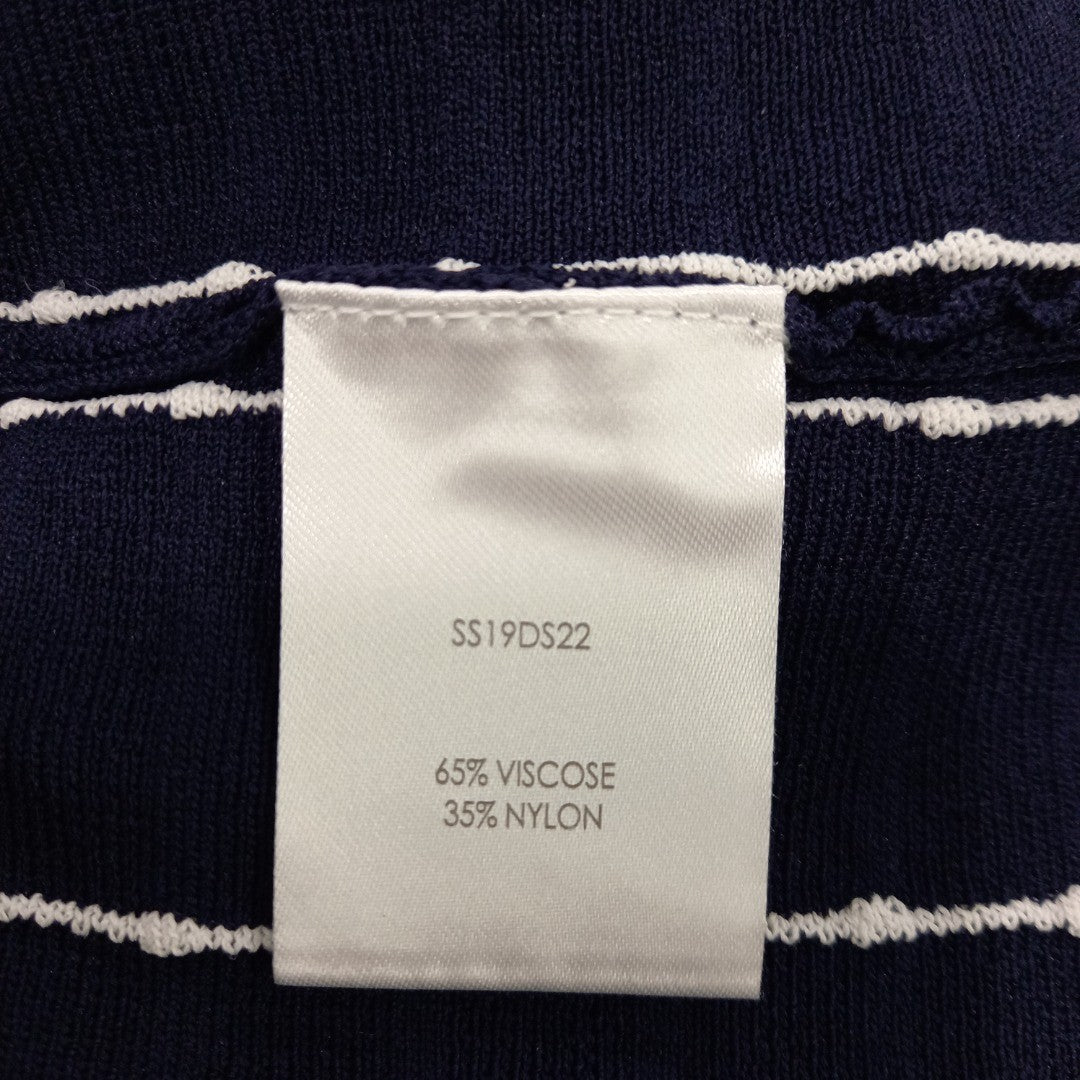 SS19DS22
65% VISCOSE
35% NYLON